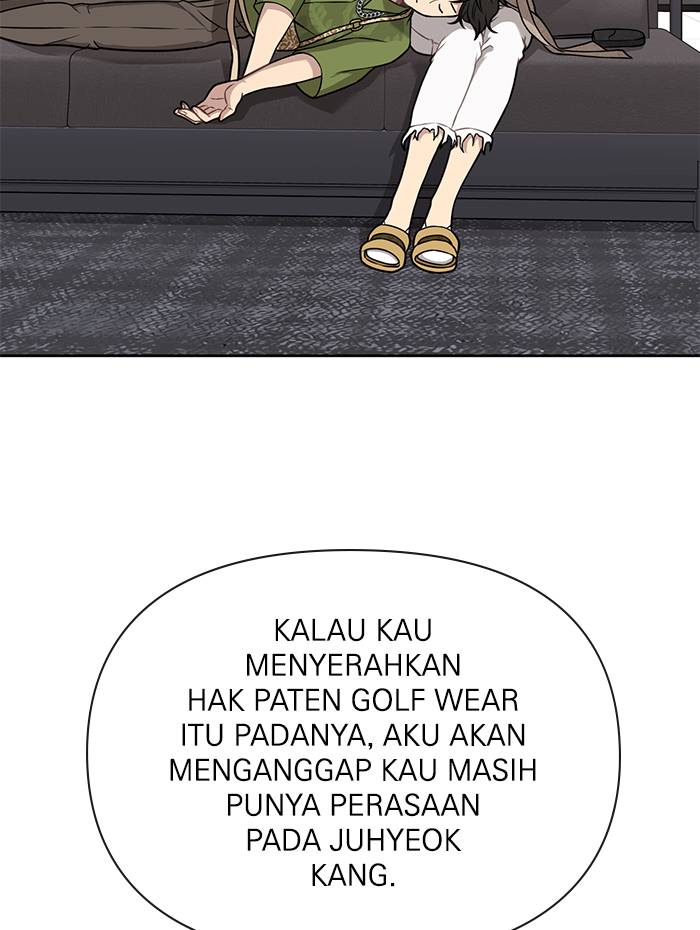 KALAU KAU
MENYERAHKAN
HAK PATEN GOLF WEAR
ITU PADANYA, AKU AKAN
MENGANGGAP KAU MASIH
PUNYA PERASAAN
PADA JUHYEOK
KANG.